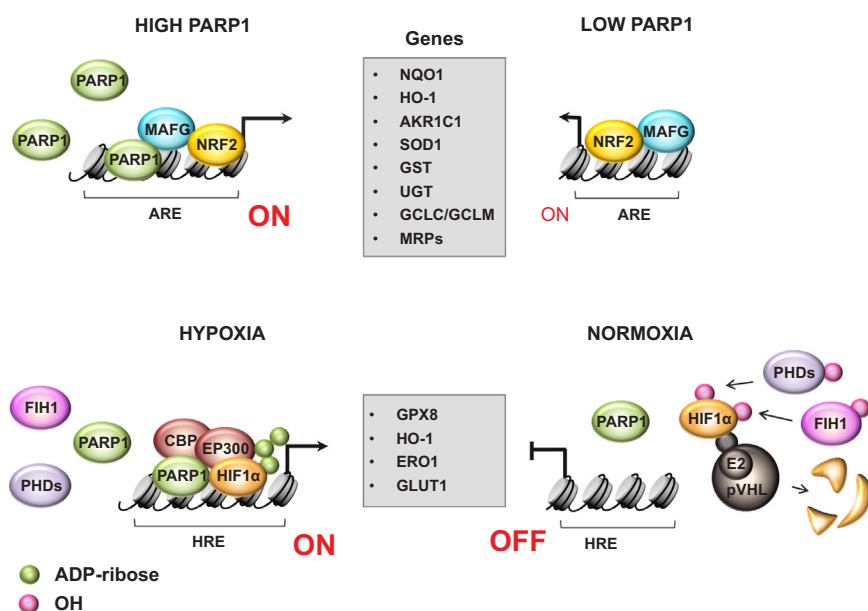 HIGH PARP1
Genes
LOW PARP1
PARP1
PARP1
MAFG
NRF2
PARP1
ARE
ON
• NQO1
• HO-1
• AKR1C1
• SOD1
• GST
• UGT
• GCLC/GCLM
• MRPs
NRF2
MAFG
ON
ARE
HYPOXIA
NORMOXIA
FIH1
PARP1
PHDs
CBP
EP300
PARP1
HIF1α
HRE
ON
• GPX8
• HO-1
• ERO1
• GLUT1
PARP1
PHDs
HIF1α
FIH1
E2
pVHL
OFF
HRE
ADP-ribose
OH